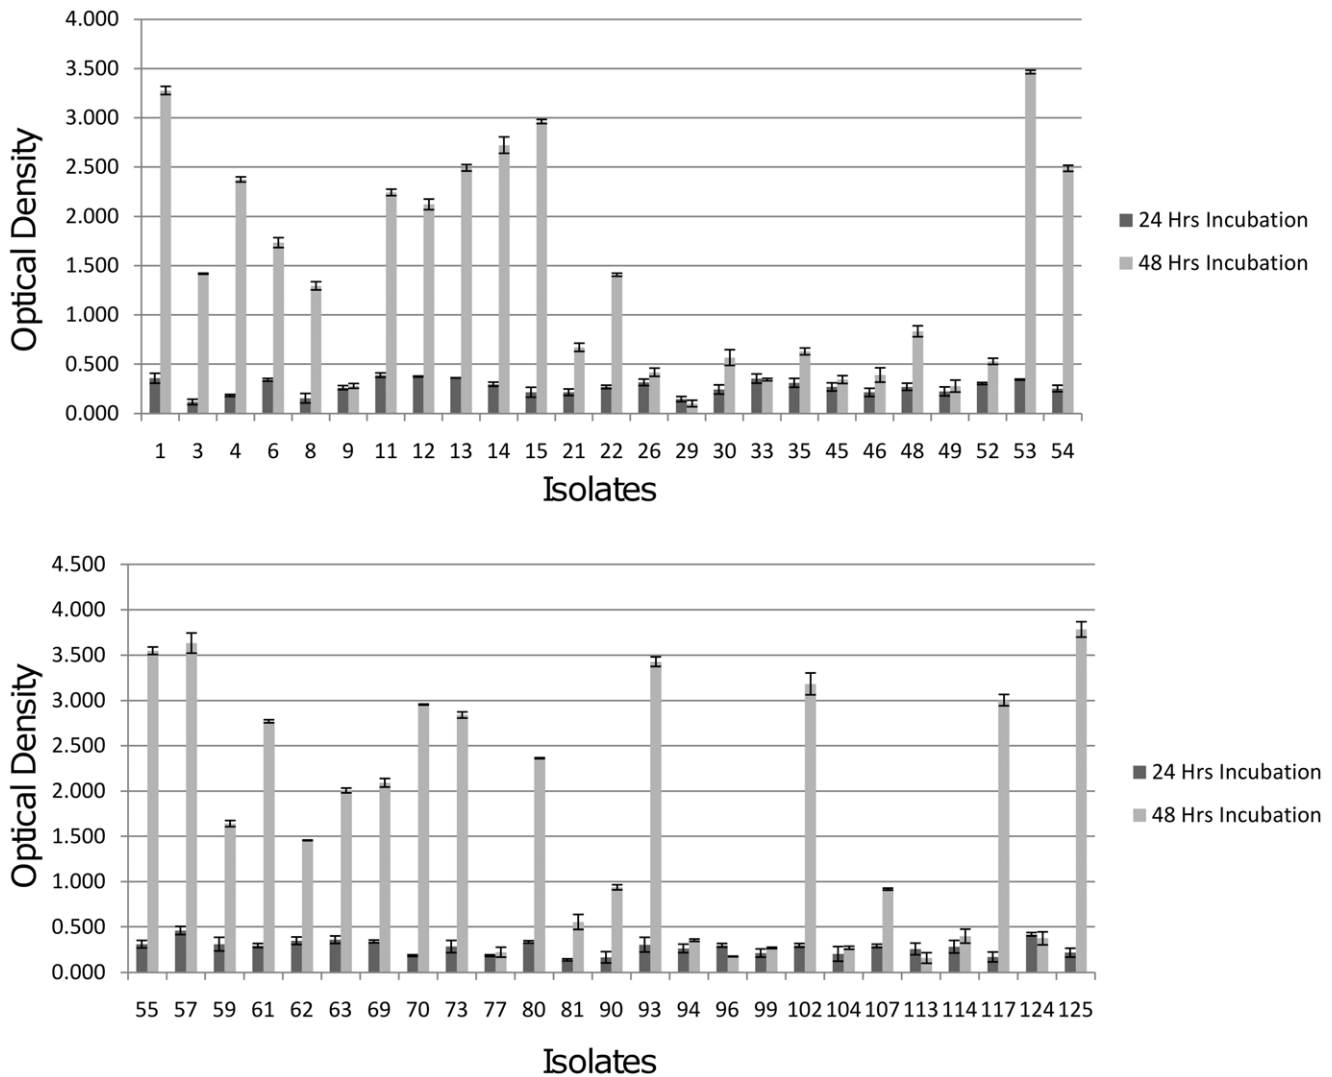 4.000
3.500
3.000
2.500
2.000
1.500
1.000
0.500
0.000
Optical Density
1 3 4 6 8 9 11 12 13 14 15 21 22 26 29 30 33 35 45 46 48 49 52 53 54
Isolates
24 Hrs Incubation
48 Hrs Incubation
4.500
4.000
3.500
3.000
2.500
2.000
1.500
1.000
0.500
0.000
Optical Density
55 57 59 61 62 63 69 70 73 77 80 81 90 93 94 96 99 102 104 107 113 114 117 124 125
Isolates
24 Hrs Incubation
48 Hrs Incubation